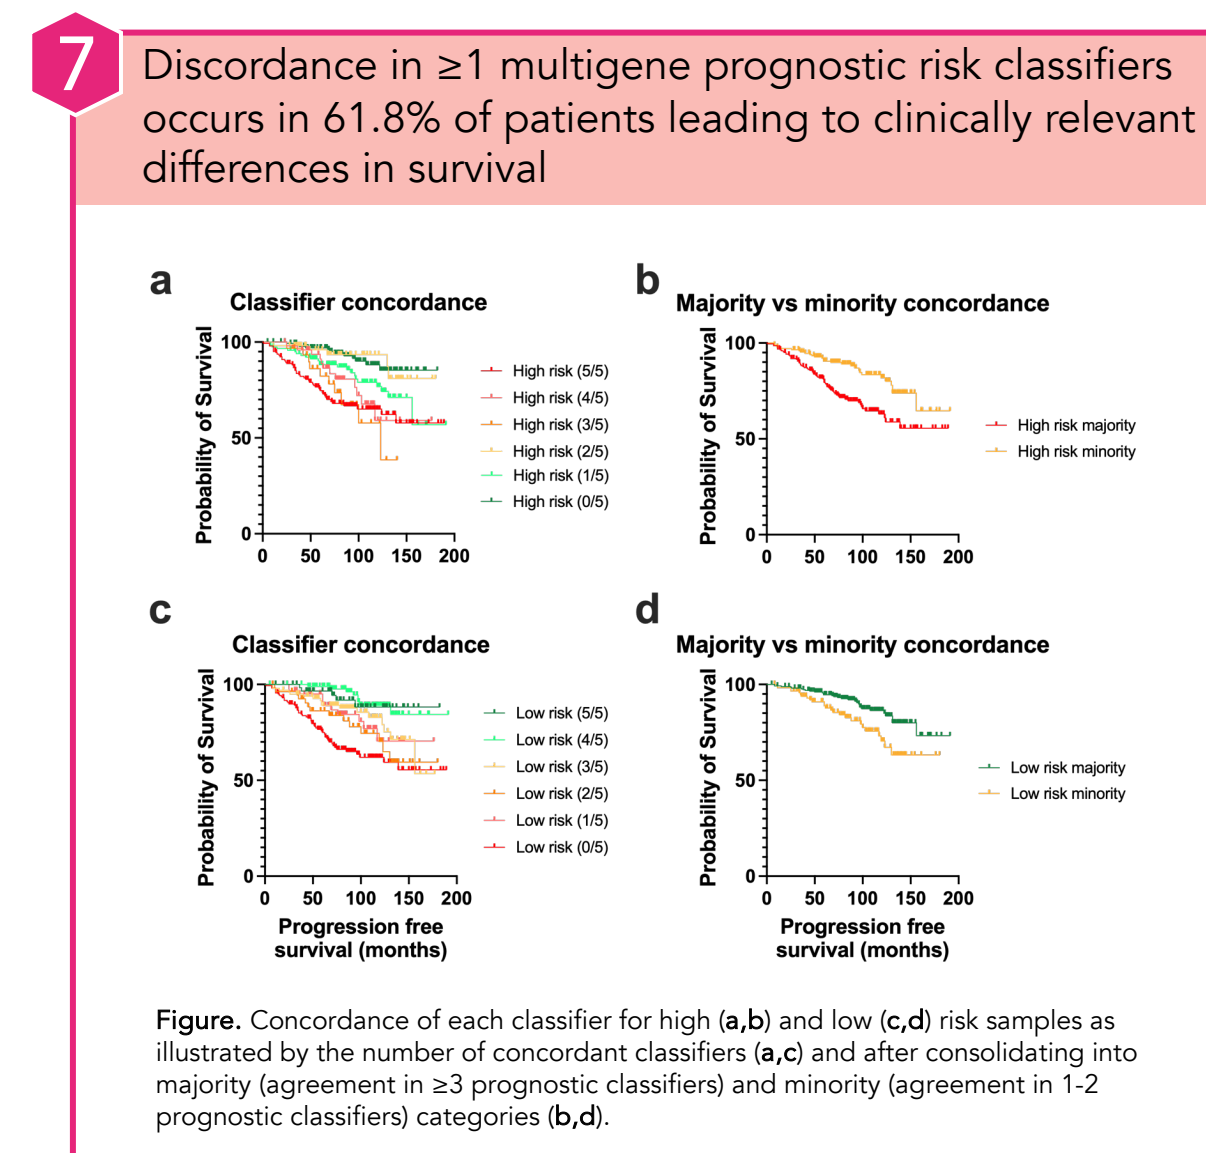 7
Discordance in ≥1 multigene prognostic risk classifiers
occurs in 61.8% of patients leading to clinically relevant
differences in survival
a
Classifier concordance
Probability of Survival
100
50
0
0 50 100 150 200
High risk (5/5)
High risk (4/5)
High risk (3/5)
High risk (2/5)
High risk (1/5)
High risk (0/5)
b
Majority vs minority concordance
Probability of Survival
100
50
0
0 50 100 150 200
High risk majority
High risk minority
c
Classifier concordance
Probability of Survival
100
50
0
0 50 100 150 200
Progression free
survival (months)
Low risk (5/5)
Low risk (4/5)
Low risk (3/5)
Low risk (2/5)
Low risk (1/5)
Low risk (0/5)
d
Majority vs minority concordance
Probability of Survival
100
50
0
0 50 100 150 200
Progression free
survival (months)
Low risk majority
Low risk minority
Figure. Concordance of each classifier for high (a,b) and low (c,d) risk samples as
illustrated by the number of concordant classifiers (a,c) and after consolidating into
majority (agreement in ≥3 prognostic classifiers) and minority (agreement in 1-2
prognostic classifiers) categories (b,d).